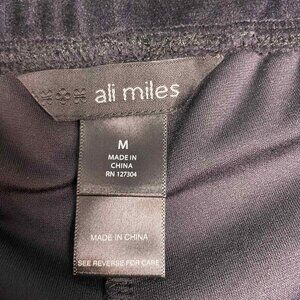 ali miles
M
MADE IN
CHINA
RN 127304
MADE IN CHINA
SEE REVERSE FOR CARE